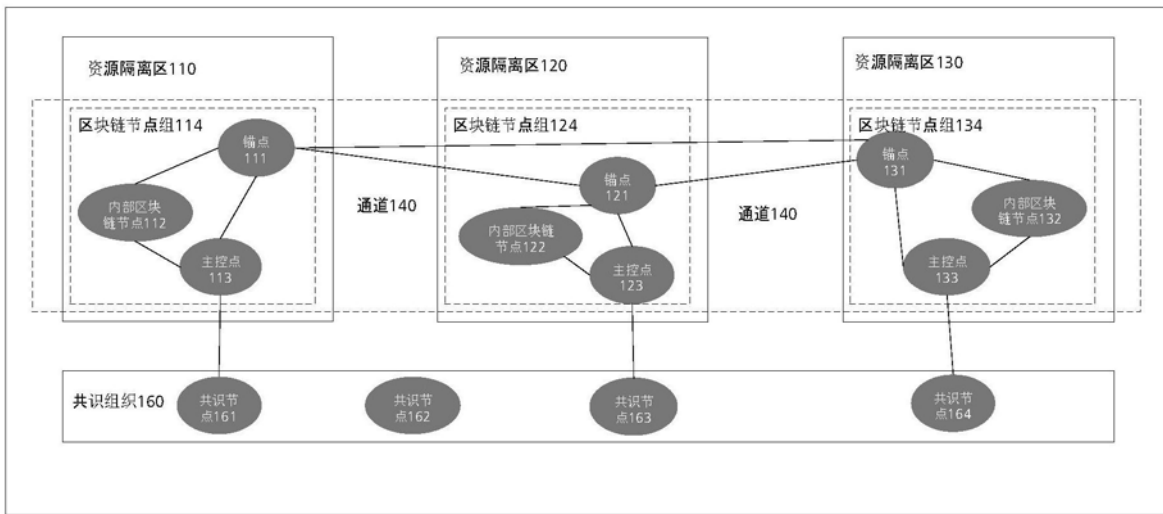 资源隔离区110
资源隔离区120
资源隔离区130
区块链节点组114
区块链节点组124
区块链节点组134
锚点
111
内部区块
链节点112
主控点
113
通道140
锚点
121
内部区块链
节点122
主控点
123
通道140
锚点
131
内部区块
链节点132
主控点
133
共识组织160
共识节
点161
共识节
点162
共识节
点163
共识节
点164